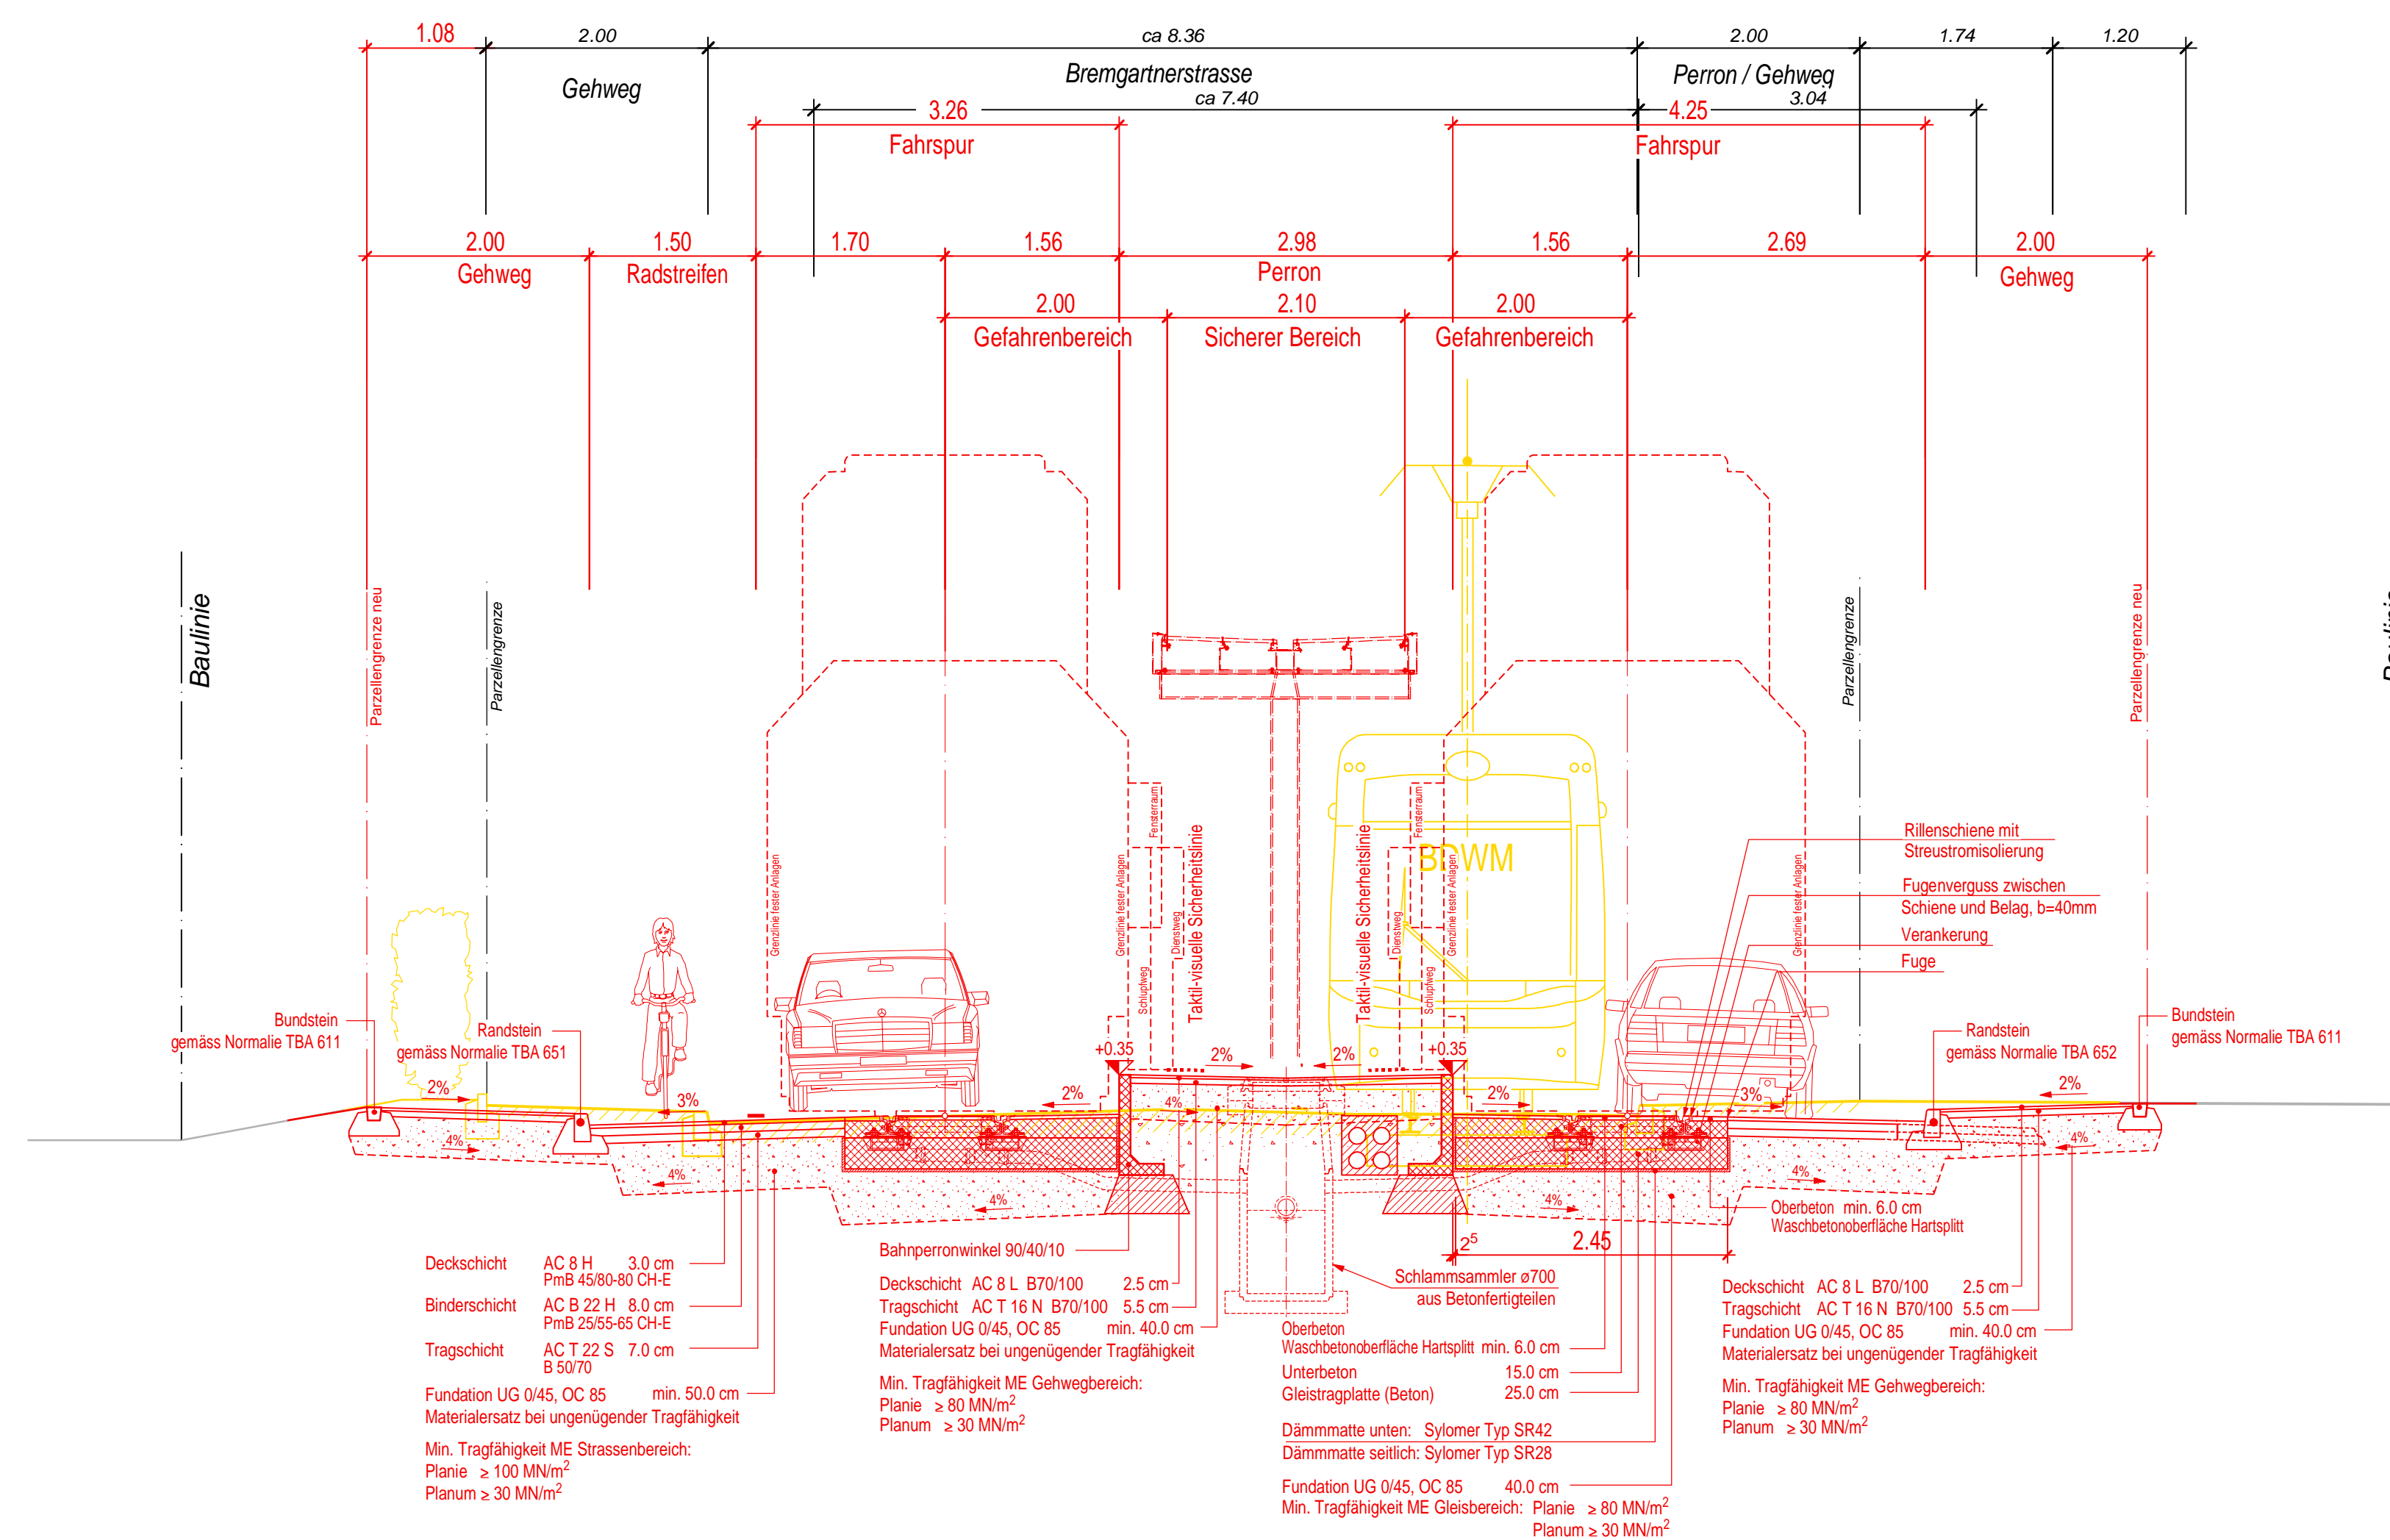 1.08
2.00
ca 8.36
2.00
1.74
1.20
Gehweg
Bremgartnerstrasse
Perron / Gehweg
ca 7.40
3.04
3.26
4.25
Fahrspur
Fahrspur
2.00
1.50
1.70
1.56
2.98
1.56
2.69
2.00
Gehweg
Radstreifen
Perron
Gehweg
2.00
2.10
2.00
Gefahrenbereich
Sicherer Bereich
Gefahrenbereich
Baulinie
Parzellengrenze neu
Parzellengrenze
Parzellengrenze
Parzellengrenze neu
Grenzlinie fester Anlagen
Grenzlinie fester Anlagen
Fensterraum
Dienstweg
Schlupfweg
Taktil-visuelle Sicherheitslinie
Taktil-visuelle Sicherheitslinie
Fensterraum
Dienstweg
Schlupfweg
Grenzlinie fester Anlagen
Grenzlinie fester Anlagen
BDWM
Rillenschiene mit
Streustromisolierung
Fugenverguss zwischen
Schiene und Belag, b=40mm
Verankerung
Fuge
Bundstein
gemäss Normalie TBA 611
Randstein
gemäss Normalie TBA 651
Randstein
gemäss Normalie TBA 652
Bundstein
gemäss Normalie TBA 611
+0.35
+0.35
2%
3%
2%
2%
2%
2%
3%
2%
4%
4%
4%
4%
4%
4%
4%
Oberbeton min. 6.0 cm
Waschbetonoberfläche Hartsplitt
2⁵
2.45
Schlammsammler ø700
aus Betonfertigteilen
Deckschicht AC 8 H 3.0 cm
PmB 45/80-80 CH-E
Binderschicht AC B 22 H 8.0 cm
PmB 25/55-65 CH-E
Tragschicht AC T 22 S 7.0 cm
B 50/70
Fundation UG 0/45, OC 85 min. 50.0 cm
Materialersatz bei ungenügender Tragfähigkeit
Min. Tragfähigkeit ME Strassenbereich:
Planie ≥ 100 MN/m²
Planum ≥ 30 MN/m²
Bahnperronwinkel 90/40/10
Deckschicht AC 8 L B70/100 2.5 cm
Tragschicht AC T 16 N B70/100 5.5 cm
Fundation UG 0/45, OC 85 min. 40.0 cm
Materialersatz bei ungenügender Tragfähigkeit
Min. Tragfähigkeit ME Gehwegbereich:
Planie ≥ 80 MN/m²
Planum ≥ 30 MN/m²
Oberbeton
Waschbetonoberfläche Hartsplitt min. 6.0 cm
Unterbeton 15.0 cm
Gleistragplatte (Beton) 25.0 cm
Dämmmatte unten: Sylomer Typ SR42
Dämmmatte seitlich: Sylomer Typ SR28
Fundation UG 0/45, OC 85 40.0 cm
Min. Tragfähigkeit ME Gleisbereich: Planie ≥ 80 MN/m²
Planum ≥ 30 MN/m²
Deckschicht AC 8 L B70/100 2.5 cm
Tragschicht AC T 16 N B70/100 5.5 cm
Fundation UG 0/45, OC 85 min. 40.0 cm
Materialersatz bei ungenügender Tragfähigkeit
Min. Tragfähigkeit ME Gehwegbereich:
Planie ≥ 80 MN/m²
Planum ≥ 30 MN/m²